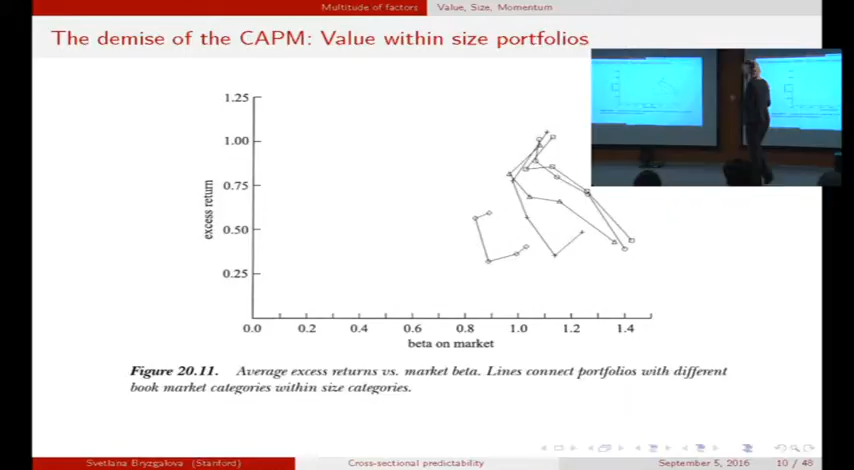 Multitude of factors Value, Size, Momentum
The demise of the CAPM: Value within size portfolios
1.25
1.00
0.75
0.50
0.25
excess return
0.0 0.2 0.4 0.6 0.8 1.0 1.2 1.4
beta on market
Figure 20.11. Average excess returns vs. market beta. Lines connect portfolios with different
book market categories within size categories.
Svetlana Bryzgalova (Stanford) Cross-sectional predictability September 5, 2016 10 / 48